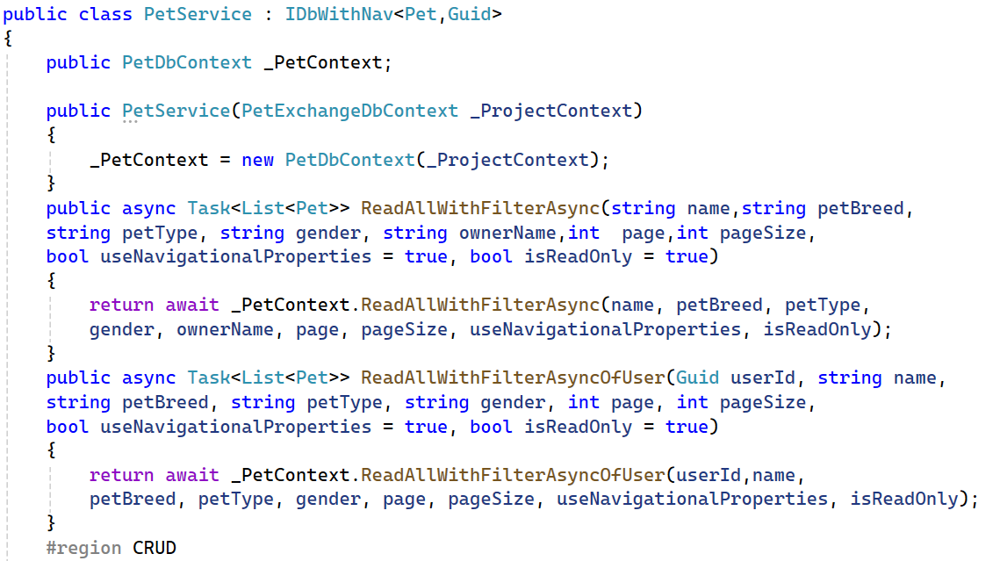 public class PetService : IDbWithNav<Pet,Guid>
{
    public PetDbContext _PetContext;

    public PetService(PetExchangeDbContext _ProjectContext)
    {
        _PetContext = new PetDbContext(_ProjectContext);
    }
    public async Task<List<Pet>> ReadAllWithFilterAsync(string name,string petBreed,
    string petType, string gender, string ownerName,int  page,int pageSize,
    bool useNavigationalProperties = true, bool isReadOnly = true)
    {
        return await _PetContext.ReadAllWithFilterAsync(name, petBreed, petType,
        gender, ownerName, page, pageSize, useNavigationalProperties, isReadOnly);
    }
    public async Task<List<Pet>> ReadAllWithFilterAsyncOfUser(Guid userId, string name,
    string petBreed, string petType, string gender, int page, int pageSize,
    bool useNavigationalProperties = true, bool isReadOnly = true)
    {
        return await _PetContext.ReadAllWithFilterAsyncOfUser(userId,name,
        petBreed, petType, gender, page, pageSize, useNavigationalProperties, isReadOnly);
    }
    #region CRUD